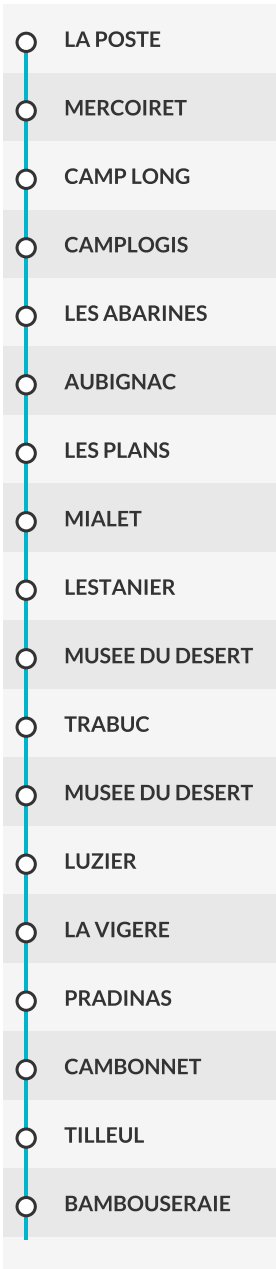 LA POSTE
MERCOIRET
CAMP LONG
CAMPLOGIS
LES ABARINES
AUBIGNAC
LES PLANS
MIALET
LESTANIER
MUSEE DU DESERT
TRABUC
MUSEE DU DESERT
LUZIER
LA VIGERE
PRADINAS
CAMBONNET
TILLEUL
BAMBOUSERAIE